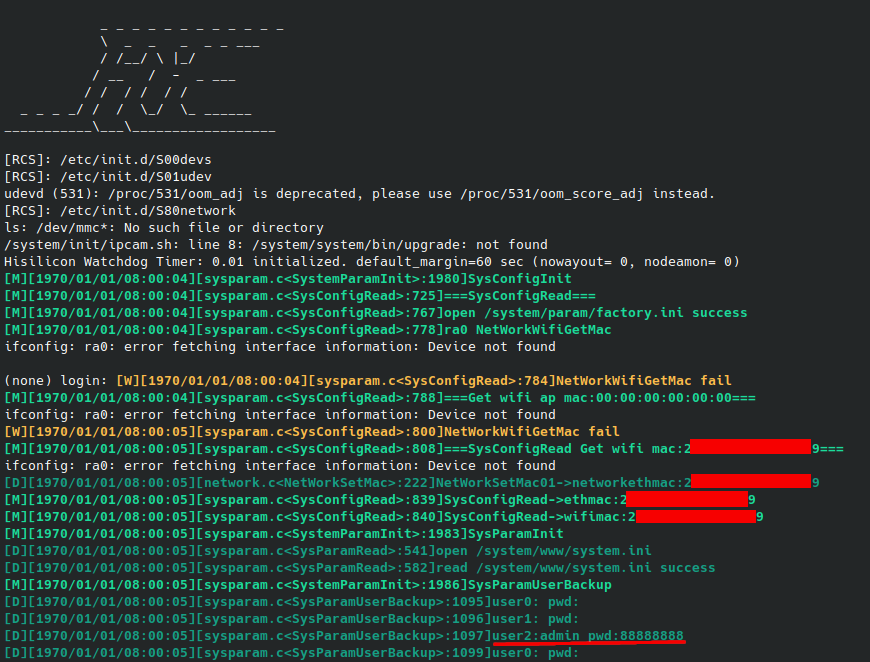 _ _ _ _ _ _ _ _ _ _ _ _
            \  _  _   _  _ _ ___
            / /__/ \ |_/
           / __   /  -  _ ___
          / /  / /  / /
  _ _ _ _/ /  /  \_/  \_ ______
___________\___\__________________
[RCS]: /etc/init.d/S00devs
[RCS]: /etc/init.d/S01udev
udevd (531): /proc/531/oom_adj is deprecated, please use /proc/531/oom_score_adj instead.
[RCS]: /etc/init.d/S80network
ls: /dev/mmc*: No such file or directory
/system/init/ipcam.sh: line 8: /system/system/bin/upgrade: not found
Hisilicon Watchdog Timer: 0.01 initialized. default_margin=60 sec (nowayout= 0, nodeamon= 0)
[M][1970/01/01/08:00:04][sysparam.c<SystemParamInit>:1980]SysConfigInit
[M][1970/01/01/08:00:04][sysparam.c<SysConfigRead>:725]===SysConfigRead===
[M][1970/01/01/08:00:04][sysparam.c<SysConfigRead>:767]open /system/param/factory.ini success
[M][1970/01/01/08:00:04][sysparam.c<SysConfigRead>:778]ra0 NetWorkWifiGetMac
ifconfig: ra0: error fetching interface information: Device not found
(none) login: [W][1970/01/01/08:00:04][sysparam.c<SysConfigRead>:784]NetWorkWifiGetMac fail
[M][1970/01/01/08:00:04][sysparam.c<SysConfigRead>:788]===Get wifi ap mac:00:00:00:00:00:00===
ifconfig: ra0: error fetching interface information: Device not found
[W][1970/01/01/08:00:05][sysparam.c<SysConfigRead>:800]NetWorkWifiGetMac fail
[M][1970/01/01/08:00:05][sysparam.c<SysConfigRead>:808]===SysConfigRead Get wifi mac:2 9===
ifconfig: ra0: error fetching interface information: Device not found
[D][1970/01/01/08:00:05][network.c<NetWorkSetMac>:222]NetWorkSetMac01->networkethmac:2 9
[M][1970/01/01/08:00:05][sysparam.c<SysConfigRead>:839]SysConfigRead->ethmac:2 9
[M][1970/01/01/08:00:05][sysparam.c<SysConfigRead>:840]SysConfigRead->wifimac:2 9
[M][1970/01/01/08:00:05][sysparam.c<SystemParamInit>:1983]SysParamInit
[D][1970/01/01/08:00:05][sysparam.c<SysParamRead>:541]open /system/www/system.ini
[D][1970/01/01/08:00:05][sysparam.c<SysParamRead>:582]read /system/www/system.ini success
[M][1970/01/01/08:00:05][sysparam.c<SystemParamInit>:1986]SysParamUserBackup
[D][1970/01/01/08:00:05][sysparam.c<SysParamUserBackup>:1095]user0: pwd:
[D][1970/01/01/08:00:05][sysparam.c<SysParamUserBackup>:1096]user1: pwd:
[D][1970/01/01/08:00:05][sysparam.c<SysParamUserBackup>:1097]user2:admin pwd:88888888
[D][1970/01/01/08:00:05][sysparam.c<SysParamUserBackup>:1099]user0: pwd: